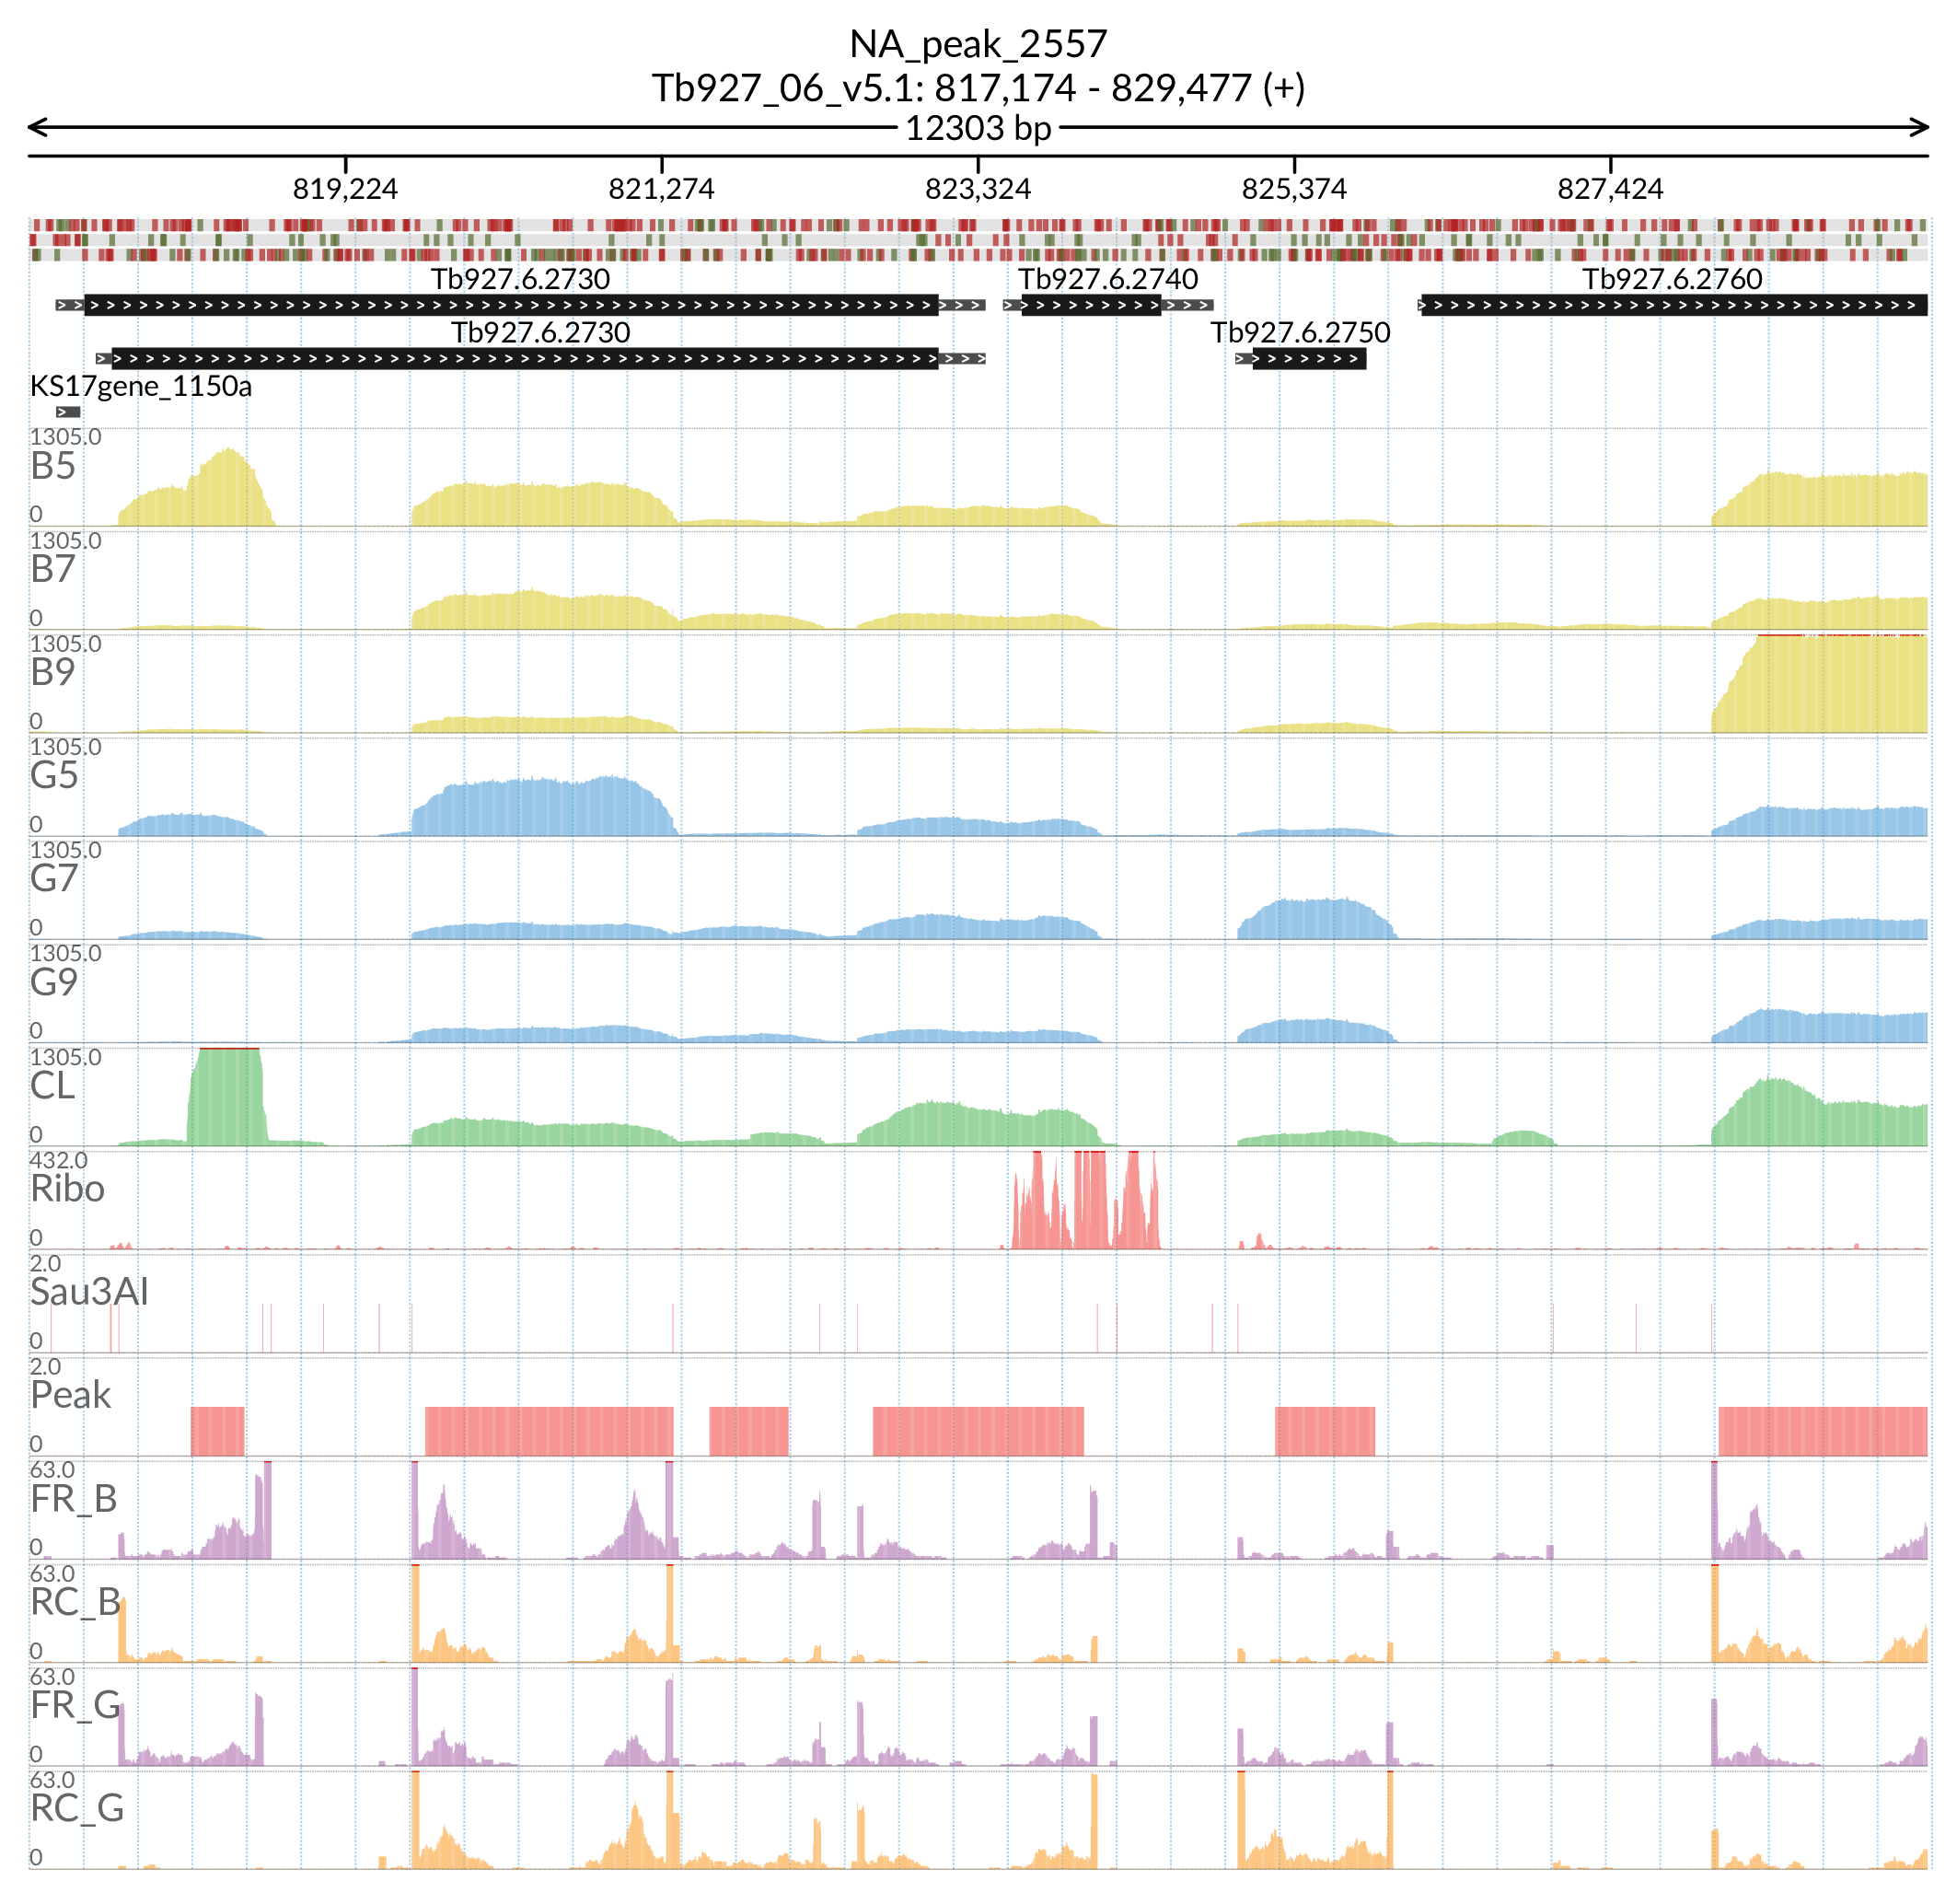 NA_peak_2557
Tb927_06_v5.1: 817,174 - 829,477 (+)
12303 bp
819,224 821,274 823,324 825,374 827,424
Tb927.6.2730 Tb927.6.2740 Tb927.6.2760
Tb927.6.2730 Tb927.6.2750
KS17gene_1150a
1305.0
B5
0
1305.0
B7
0
1305.0
B9
0
1305.0
G5
0
1305.0
G7
0
1305.0
G9
0
1305.0
CL
0
432.0
Ribo
0
2.0
Sau3AI
0
2.0
Peak
0
63.0
FR_B
0
63.0
RC_B
0
63.0
FR_G
0
63.0
RC_G
0